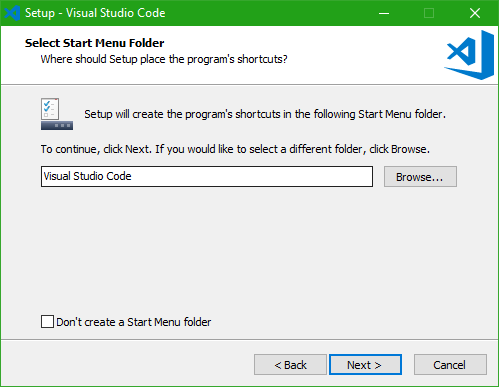 Setup - Visual Studio Code
Select Start Menu Folder
Where should Setup place the program's shortcuts?
Setup will create the program's shortcuts in the following Start Menu folder.
To continue, click Next. If you would like to select a different folder, click Browse.
Visual Studio Code
Browse...
Don't create a Start Menu folder
< Back
Next >
Cancel